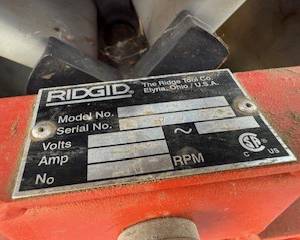 RIDGID
The Ridge Tool Co.
Elyria, Ohio / U.S.A.
Model No.
Serial No.
Volts ~
Amp RPM
No
C US